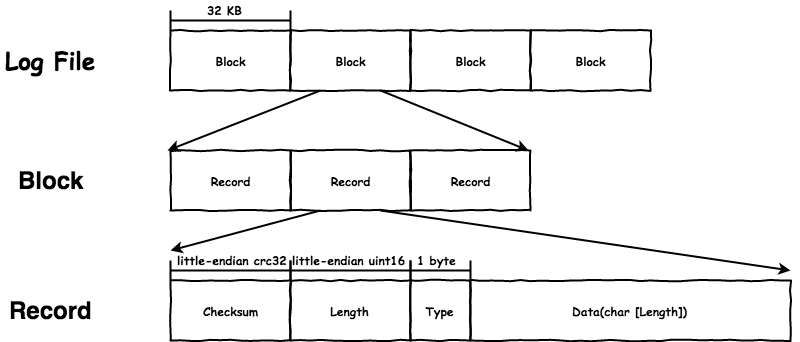 32 KB
Log File
Block
Block
Block
Block
Block
Record
Record
Record
little-endian crc32
little-endian uint16
1 byte
Record
Checksum
Length
Type
Data(char [Length])